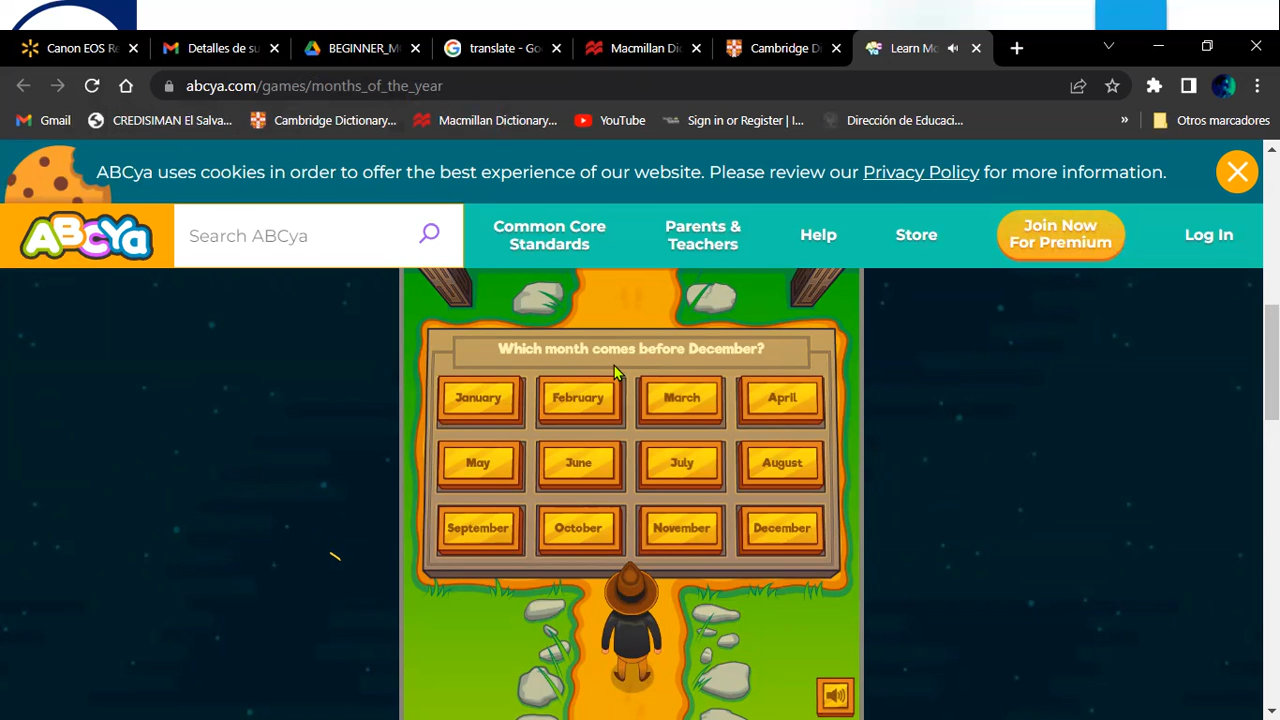 Canon EOS Re
Detalles de su
BEGINNER_M
translate - Goo
Macmillan Dic
Cambridge Di
Learn Mo
abcya.com/games/months_of_the_year
Gmail
CREDISIMAN El Salva...
Cambridge Dictionary...
Macmillan Dictionary...
YouTube
Sign in or Register | I...
Dirección de Educaci...
»
Otros marcadores
ABCya uses cookies in order to offer the best experience of our website. Please review our Privacy Policy for more information.
ABCYa
Search ABCya
Common Core
Standards
Parents &
Teachers
Help
Store
Join Now
For Premium
Log In
Which month comes before December?
January February March April
May June July August
September October November December